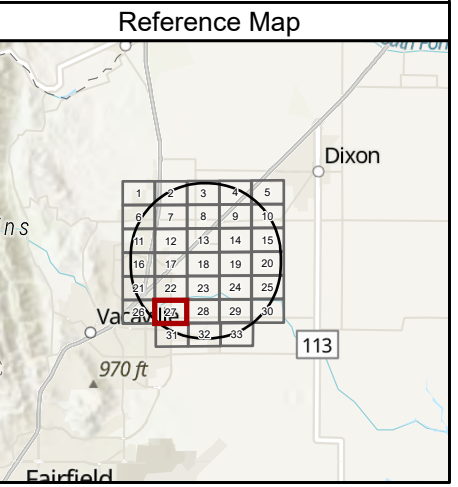 Reference Map
Dixon
1 2 3 4 5
6 7 8 9 10
ns
11 12 13 14 15
16 17 18 19 20
21 22 23 24 25
26 27 28 29 30
31 32 33
113
970 ft
Fairfield